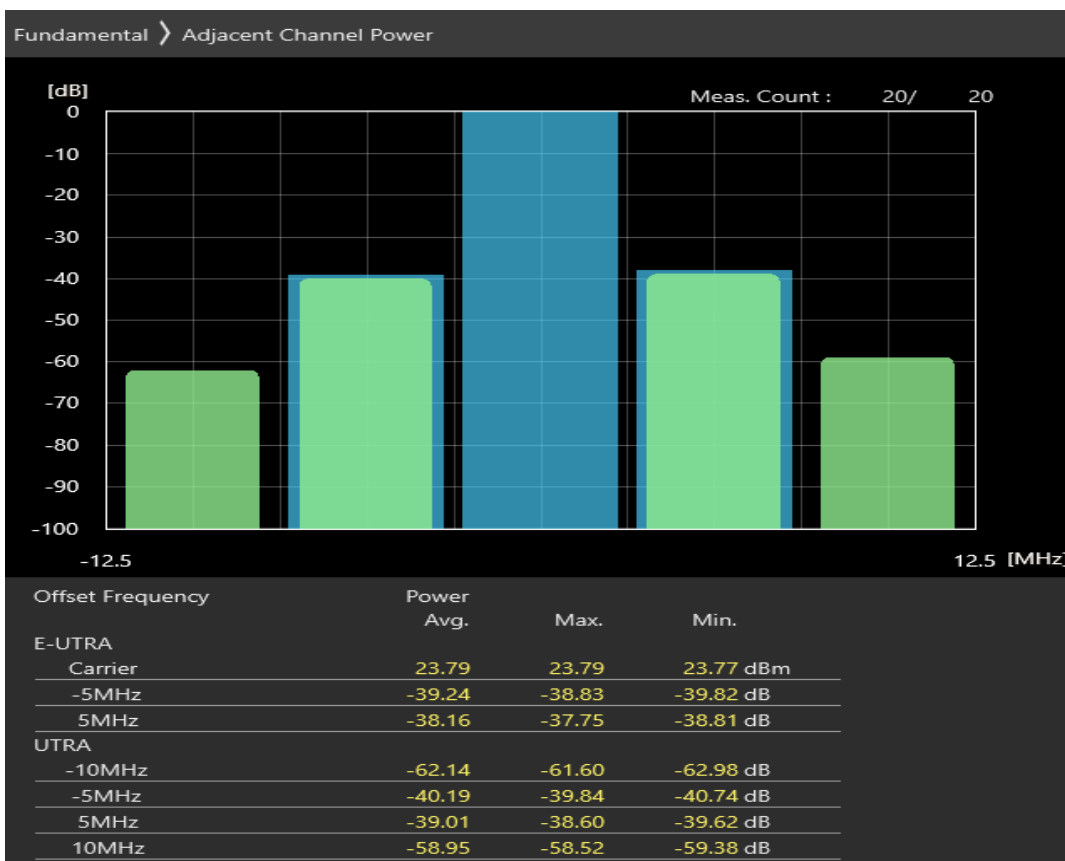 Fundamental ❯ Adjacent Channel Power
[dB]
Meas. Count : 20/ 20
0
-10
-20
-30
-40
-50
-60
-70
-80
-90
-100
-12.5 12.5 [MHz]
Offset Frequency Power
Avg. Max. Min.
E-UTRA
Carrier 23.79 23.79 23.77 dBm
-5MHz -39.24 -38.83 -39.82 dB
5MHz -38.16 -37.75 -38.81 dB
UTRA
-10MHz -62.14 -61.60 -62.98 dB
-5MHz -40.19 -39.84 -40.74 dB
5MHz -39.01 -38.60 -39.62 dB
10MHz -58.95 -58.52 -59.38 dB